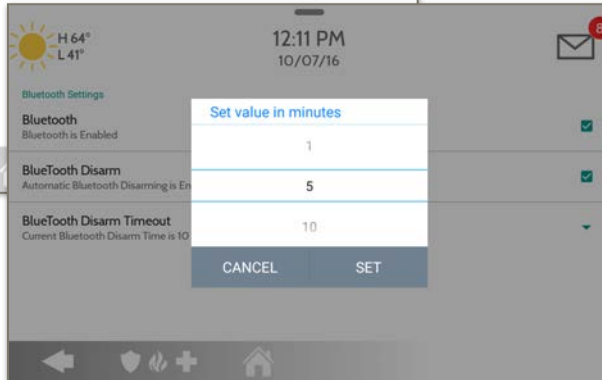 H 64°
L 41°
12:11 PM
10/07/16
8
Bluetooth Settings
Bluetooth
Bluetooth is Enabled
Set value in minutes
1
5
10
CANCEL
SET
BlueTooth Disarm
Automatic Bluetooth Disarming is En
BlueTooth Disarm Timeout
Current Bluetooth Disarm Time is 10